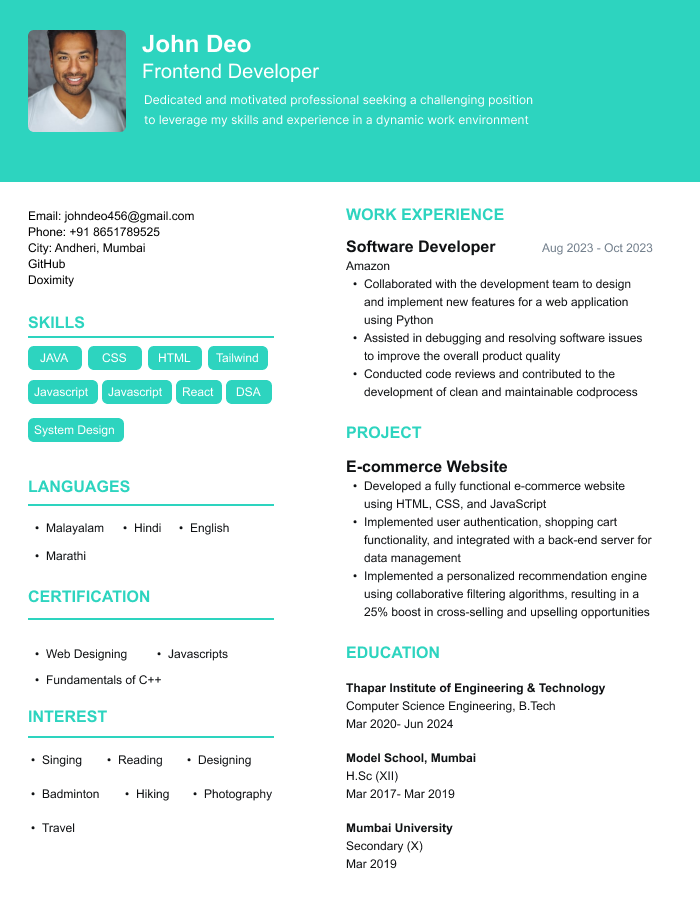 John Deo
Frontend Developer
Dedicated and motivated professional seeking a challenging position
to leverage my skills and experience in a dynamic work environment
Email: johndeo456@gmail.com
Phone: +91 8651789525
City: Andheri, Mumbai
GitHub
Doximity
SKILLS
JAVA CSS HTML Tailwind
Javascript Javascript React DSA
System Design
LANGUAGES
• Malayalam • Hindi • English
• Marathi
CERTIFICATION
• Web Designing • Javascripts
• Fundamentals of C++
INTEREST
• Singing • Reading • Designing
• Badminton • Hiking • Photography
• Travel
WORK EXPERIENCE
Software Developer Aug 2023 - Oct 2023
Amazon
• Collaborated with the development team to design
and implement new features for a web application
using Python
• Assisted in debugging and resolving software issues
to improve the overall product quality
• Conducted code reviews and contributed to the
development of clean and maintainable codprocess
PROJECT
E-commerce Website
• Developed a fully functional e-commerce website
using HTML, CSS, and JavaScript
• Implemented user authentication, shopping cart
functionality, and integrated with a back-end server for
data management
• Implemented a personalized recommendation engine
using collaborative filtering algorithms, resulting in a
25% boost in cross-selling and upselling opportunities
EDUCATION
Thapar Institute of Engineering & Technology
Computer Science Engineering, B.Tech
Mar 2020- Jun 2024
Model School, Mumbai
H.Sc (XII)
Mar 2017- Mar 2019
Mumbai University
Secondary (X)
Mar 2019